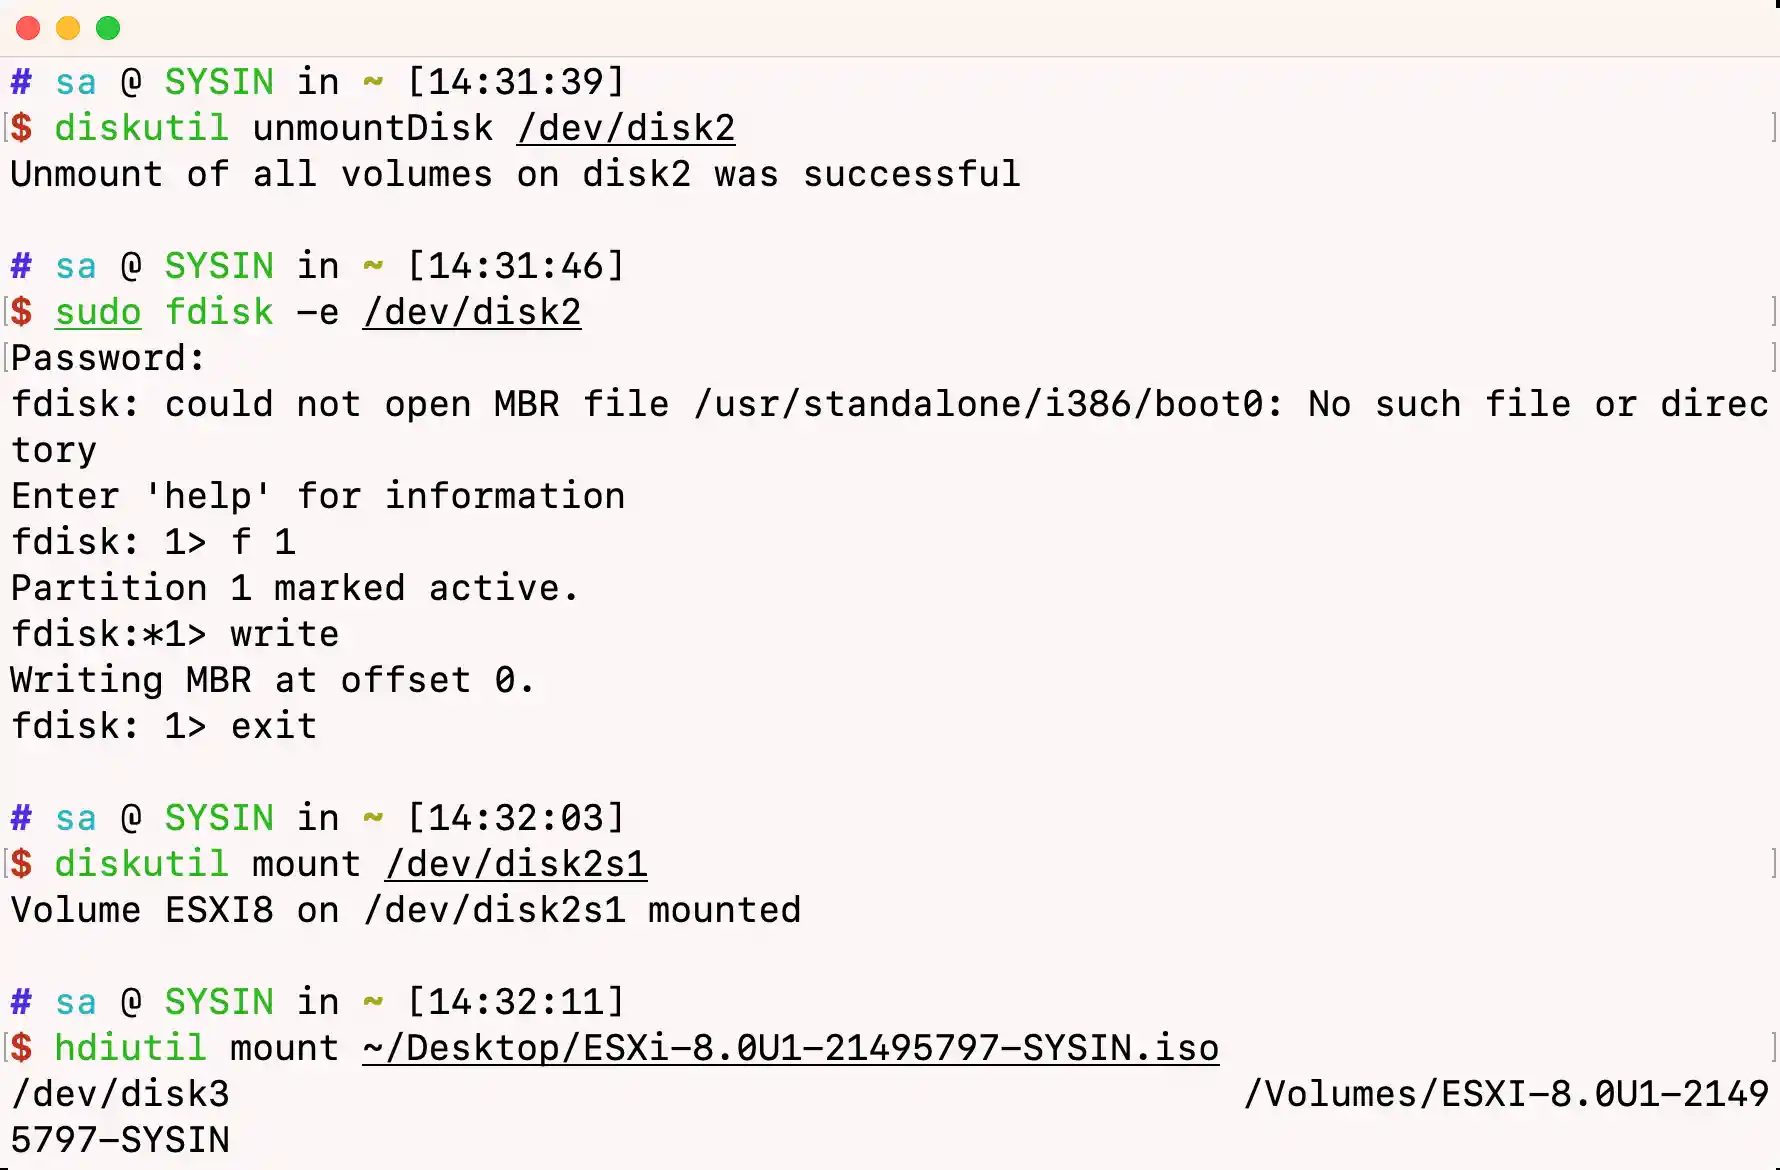 # sa @ SYSIN in ~ [14:31:39]
[$ diskutil unmountDisk /dev/disk2 ]
Unmount of all volumes on disk2 was successful
# sa @ SYSIN in ~ [14:31:46]
[$ sudo fdisk -e /dev/disk2 ]
[Password: ]
fdisk: could not open MBR file /usr/standalone/i386/boot0: No such file or direc
tory
Enter 'help' for information
fdisk: 1> f 1
Partition 1 marked active.
fdisk:*1> write
Writing MBR at offset 0.
fdisk: 1> exit
# sa @ SYSIN in ~ [14:32:03]
[$ diskutil mount /dev/disk2s1 ]
Volume ESXI8 on /dev/disk2s1 mounted
# sa @ SYSIN in ~ [14:32:11]
[$ hdiutil mount ~/Desktop/ESXi-8.0U1-21495797-SYSIN.iso ]
/dev/disk3 /Volumes/ESXI-8.0U1-2149
5797-SYSIN